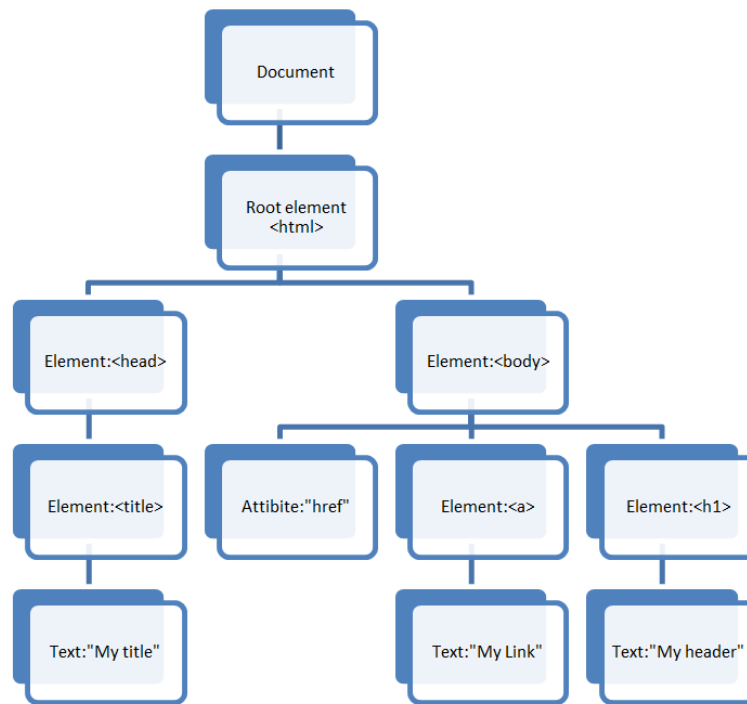 Document
Root element
<html>
Element:<head>
Element:<body>
Element:<title>
Attibite:"href"
Element:<a>
Element:<h1>
Text:"My title"
Text:"My Link"
Text:"My header"